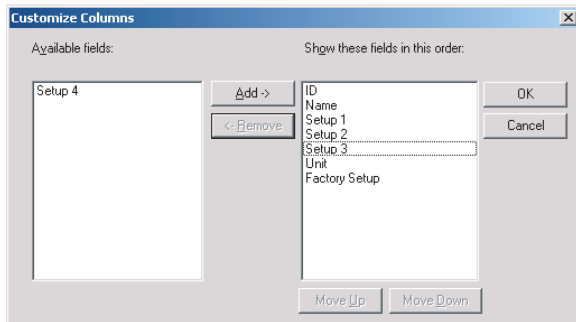 Customize Columns
Available fields:
Show these fields in this order:
Setup 4
Add ->
<- Remove
ID
Name
Setup 1
Setup 2
Setup 3
Unit
Factory Setup
OK
Cancel
Move Up
Move Down